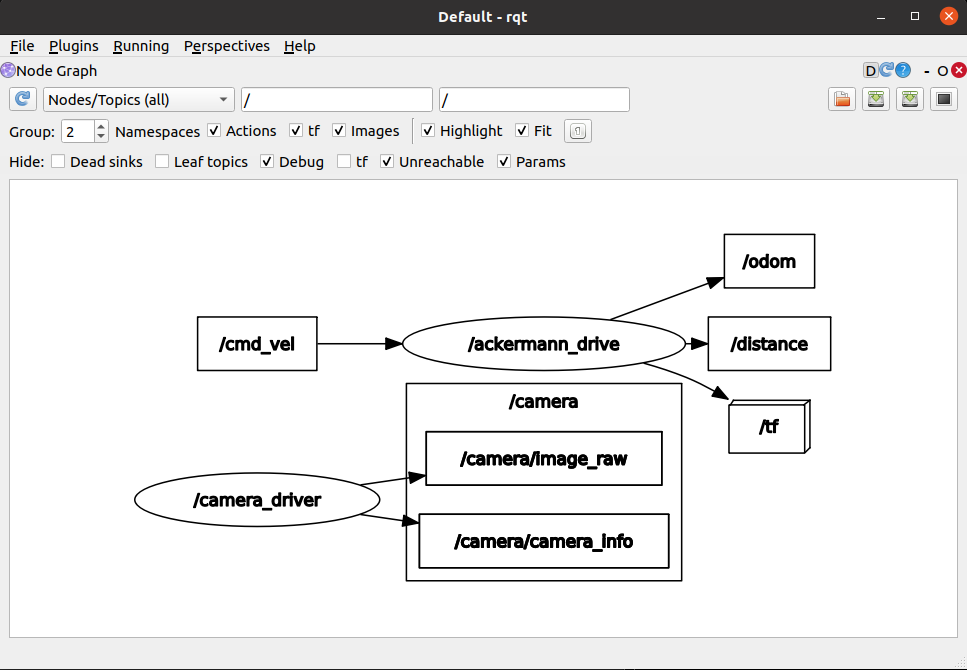 Default - rqt
File Plugins Running Perspectives Help
Node Graph D ? - O
Nodes/Topics (all) / /
Group: 2 Namespaces Actions tf Images Highlight Fit
Hide: Dead sinks Leaf topics Debug tf Unreachable Params
/odom
/cmd_vel /ackermann_drive /distance
/camera
/tf
/camera/image_raw
/camera_driver
/camera/camera_info